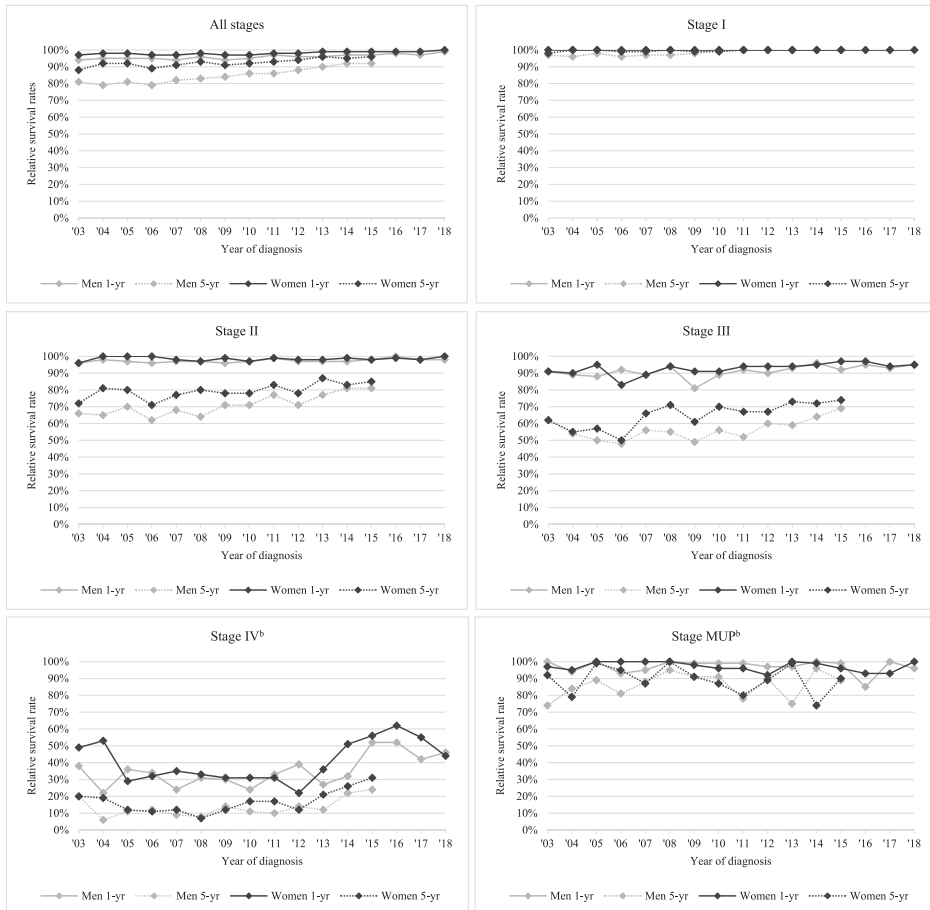 All stages
Relative survival rates
100%
90%
80%
70%
60%
50%
40%
30%
20%
10%
0%
'03 '04 '05 '06 '07 '08 '09 '10 '11 '12 '13 '14 '15 '16 '17 '18
Year of diagnosis
Men 1-yr Men 5-yr Women 1-yr Women 5-yr
Stage I
Relative survival rate
100%
90%
80%
70%
60%
50%
40%
30%
20%
10%
0%
'03 '04 '05 '06 '07 '08 '09 '10 '11 '12 '13 '14 '15 '16 '17 '18
Year of diagnosis
Men 1-yr Men 5-yr Women 1-yr Women 5-yr
Stage II
Relative survival rate
100%
90%
80%
70%
60%
50%
40%
30%
20%
10%
0%
'03 '04 '05 '06 '07 '08 '09 '10 '11 '12 '13 '14 '15 '16 '17 '18
Year of diagnosis
Men 1-yr Men 5-yr Women 1-yr Women 5-yr
Stage III
Relative survival rate
100%
90%
80%
70%
60%
50%
40%
30%
20%
10%
0%
'03 '04 '05 '06 '07 '08 '09 '10 '11 '12 '13 '14 '15 '16 '17 '18
Year of diagnosis
Men 1-yr Men 5-yr Women 1-yr Women 5-yr
Stage IVᵇ
Relative survival rate
100%
90%
80%
70%
60%
50%
40%
30%
20%
10%
0%
'03 '04 '05 '06 '07 '08 '09 '10 '11 '12 '13 '14 '15 '16 '17 '18
Year of diagnosis
Men 1-yr Men 5-yr Women 1-yr Women 5-yr
Stage MUPᵇ
Relative survival rate
100%
90%
80%
70%
60%
50%
40%
30%
20%
10%
0%
'03 '04 '05 '06 '07 '08 '09 '10 '11 '12 '13 '14 '15 '16 '17 '18
Year of diagnosis
Men 1-yr Men 5-yr Women 1-yr Women 5-yr